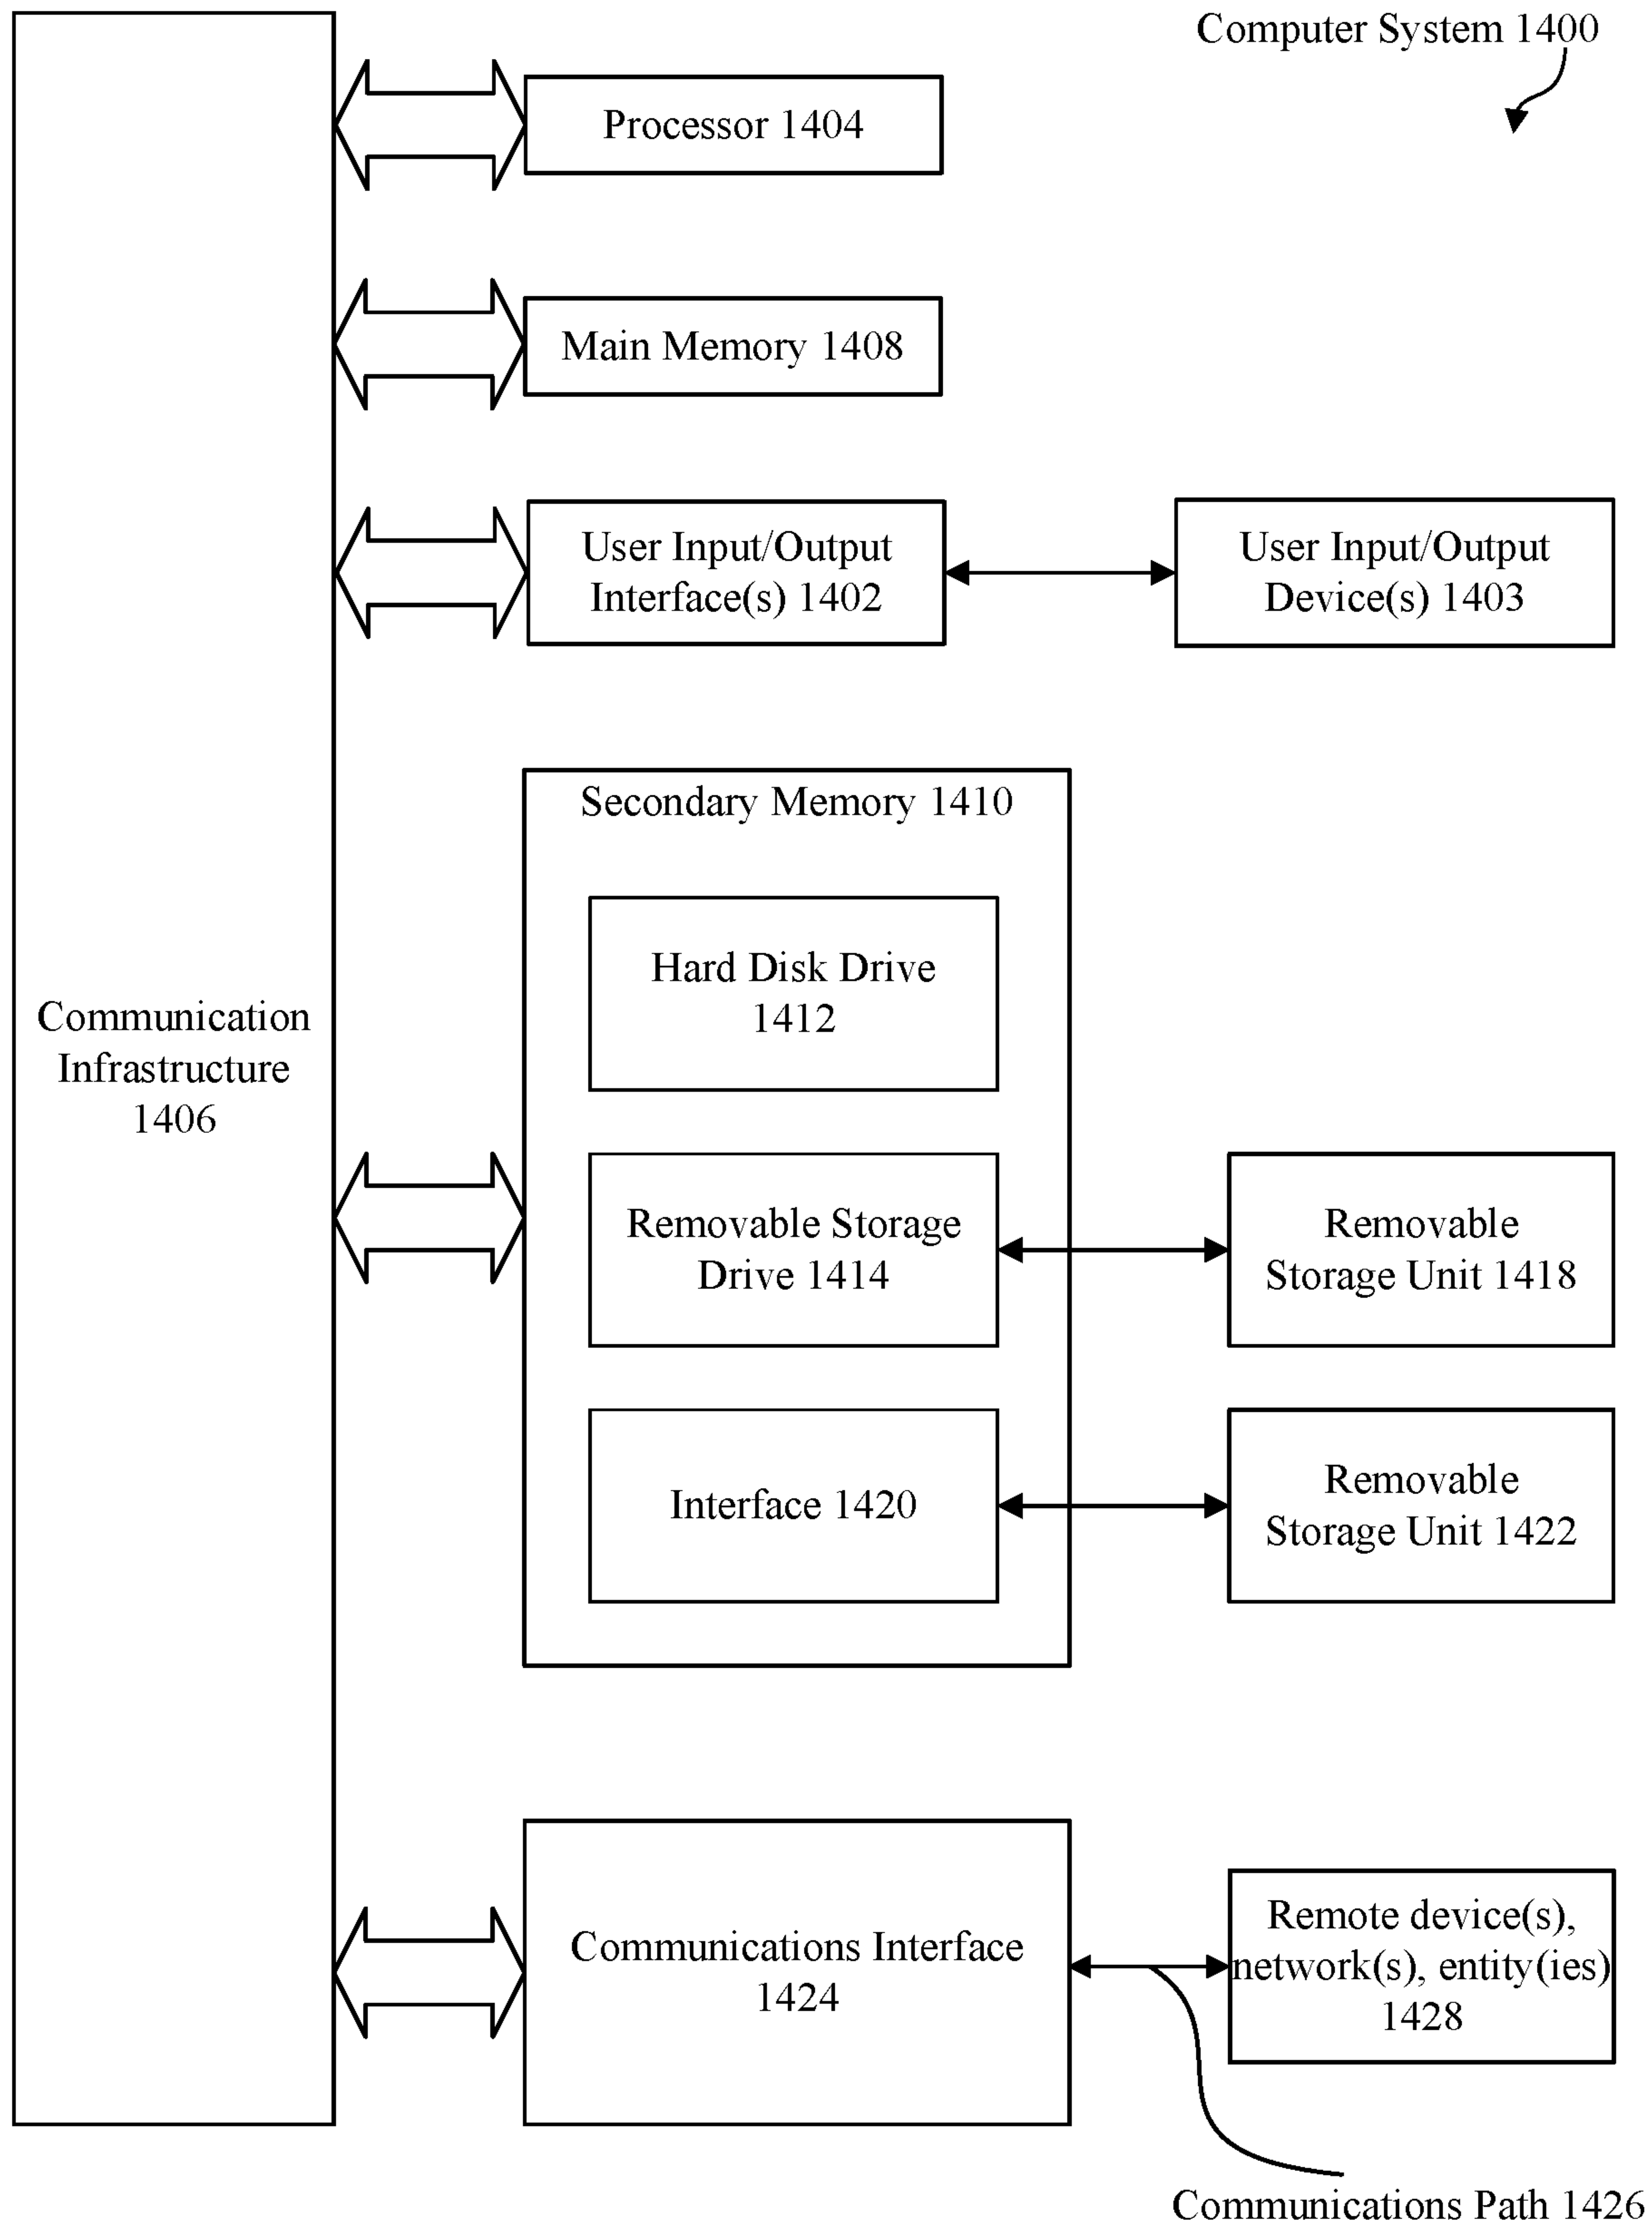 Computer System 1400
Processor 1404
Main Memory 1408
User Input/Output
Interface(s) 1402
User Input/Output
Device(s) 1403
Secondary Memory 1410
Hard Disk Drive
1412
Communication
Infrastructure
1406
Removable Storage
Drive 1414
Removable
Storage Unit 1418
Interface 1420
Removable
Storage Unit 1422
Communications Interface
1424
Remote device(s),
network(s), entity(ies)
1428
Communications Path 1426